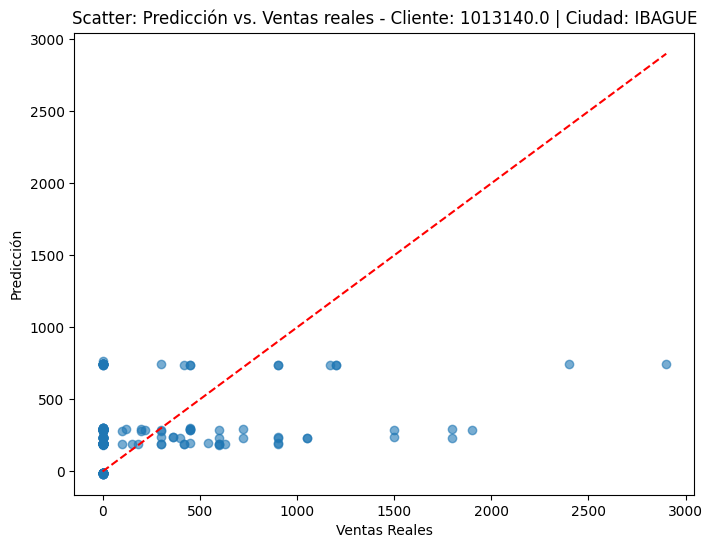 Scatter: Predicción vs. Ventas reales - Cliente: 1013140.0 | Ciudad: IBAGUE
3000
2500
2000
1500
1000
500
0
Predicción
0 500 1000 1500 2000 2500 3000
Ventas Reales